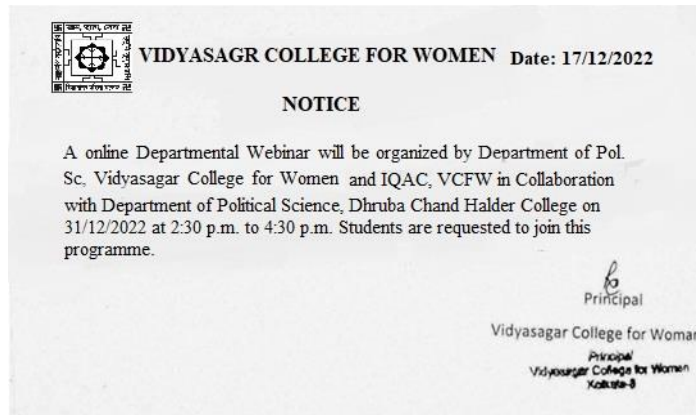 VIDYASAGR COLLEGE FOR WOMEN Date: 17/12/2022
NOTICE
A online Departmental Webinar will be organized by Department of Pol.
Sc, Vidyasagar College for Women and IQAC, VCFW in Collaboration
with Department of Political Science, Dhruba Chand Halder College on
31/12/2022 at 2:30 p.m. to 4:30 p.m. Students are requested to join this
programme.
Principal
Vidyasagar College for Woman
Principal
Vidyasagar College for Women
Kolkata-